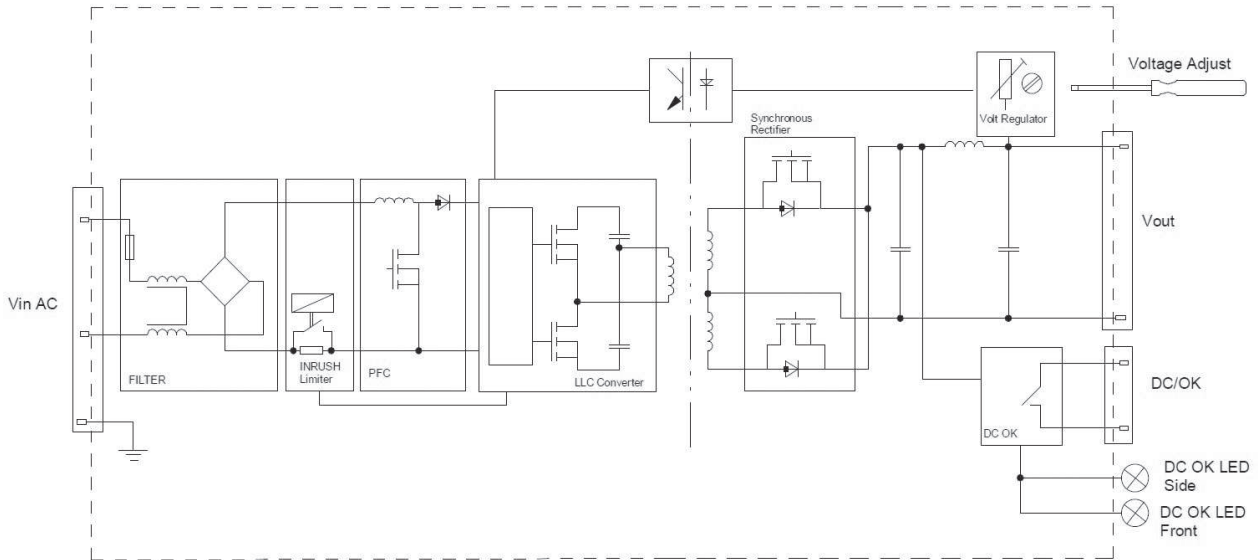 Voltage Adjust
Volt Regulator
Synchronous
Rectifier
Vout
Vin AC
FILTER
INRUSH
Limiter
PFC
LLC Converter
DC/OK
DC OK
DC OK LED
Side
DC OK LED
Front